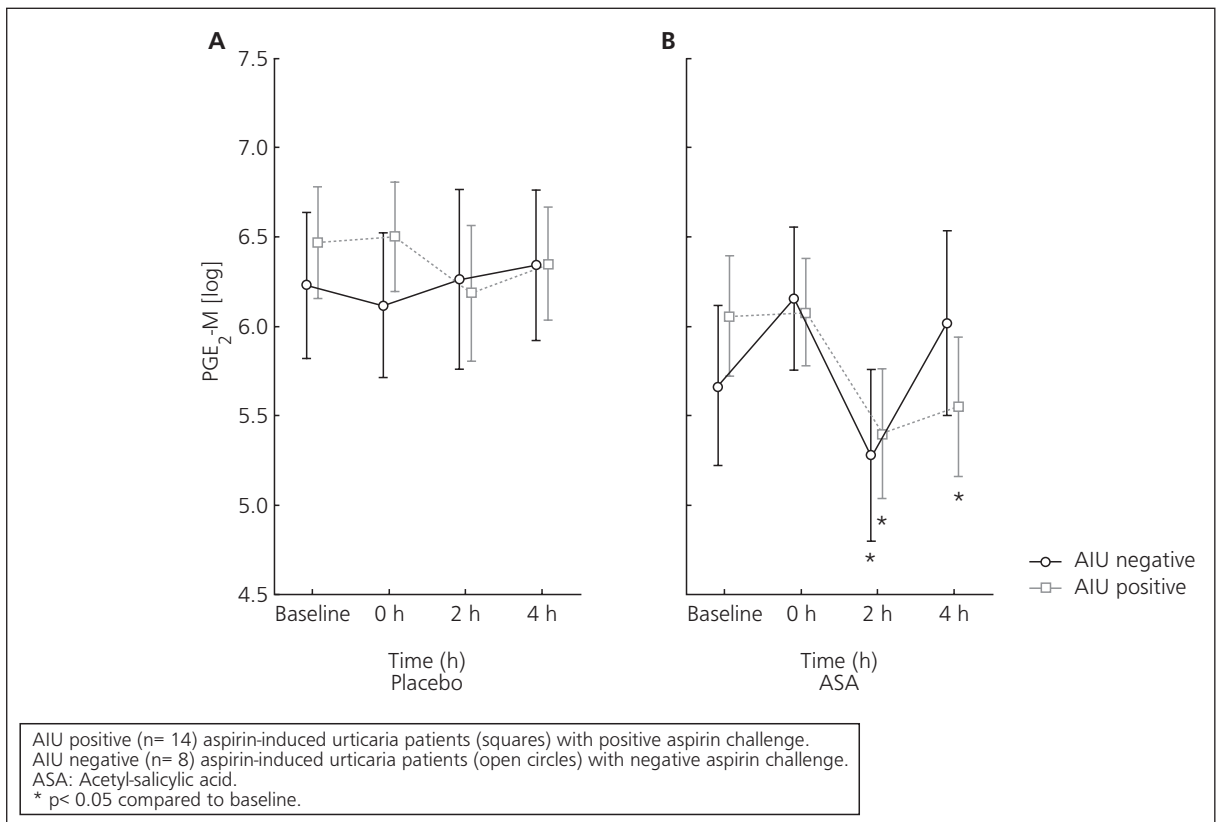 A
B
7.5
7.0
6.5
6.0
5.5
5.0
4.5
PGE2-M [log]
Baseline 0 h 2 h 4 h
Time (h)
Placebo
* * *
Baseline 0 h 2 h 4 h
Time (h)
ASA
AIU negative
AIU positive
AIU positive (n= 14) aspirin-induced urticaria patients (squares) with positive aspirin challenge.
AIU negative (n= 8) aspirin-induced urticaria patients (open circles) with negative aspirin challenge.
ASA: Acetyl-salicylic acid.
* p< 0.05 compared to baseline.